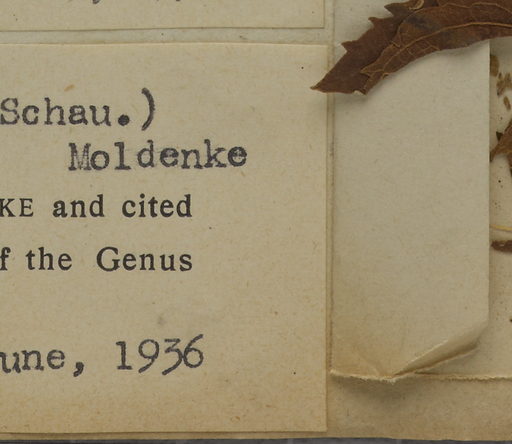 Schau.)
Moldenke
KE and cited
f the Genus
une, 1936